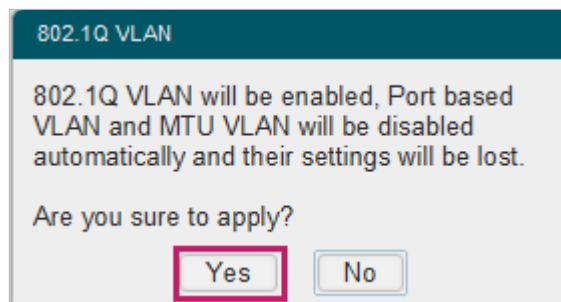 802.1Q VLAN
802.1Q VLAN will be enabled, Port based
VLAN and MTU VLAN will be disabled
automatically and their settings will be lost.
Are you sure to apply?
Yes No